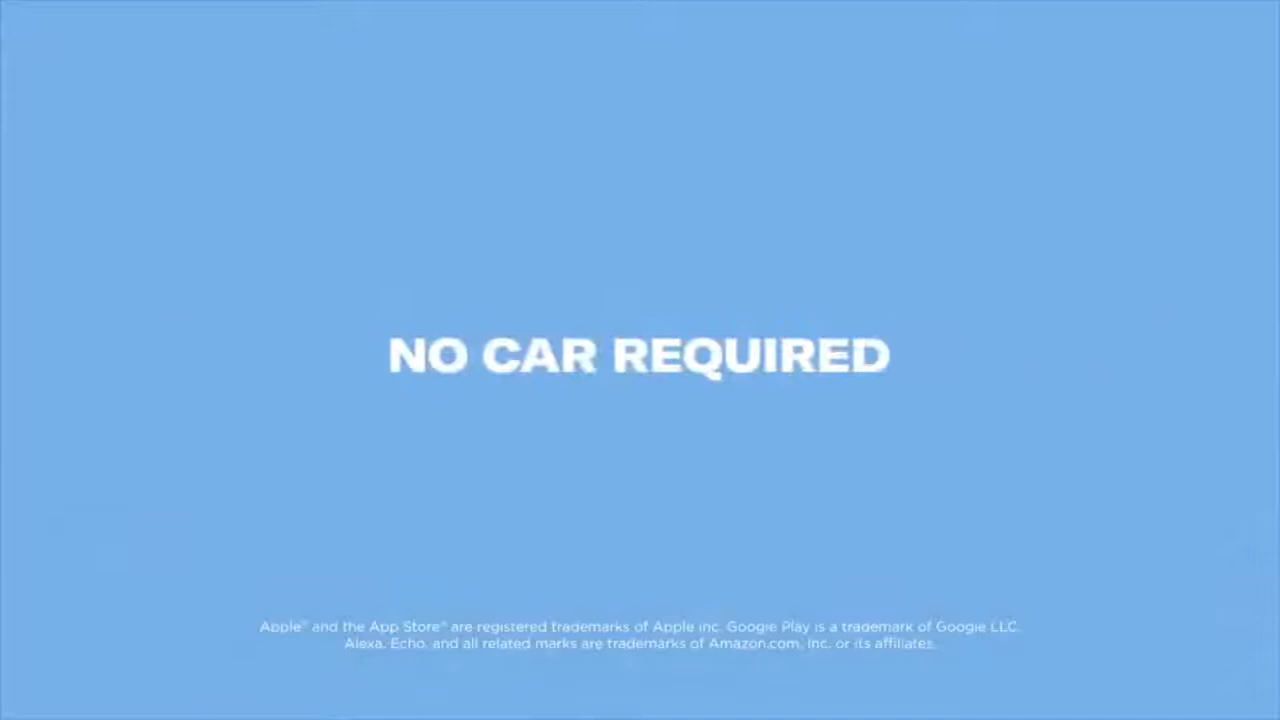 NO CAR REQUIRED
Apple® and the App Store® are registered trademarks of Apple Inc. Google Play is a trademark of Google LLC.
Alexa, Echo, and all related marks are trademarks of Amazon.com, Inc. or its affiliates.